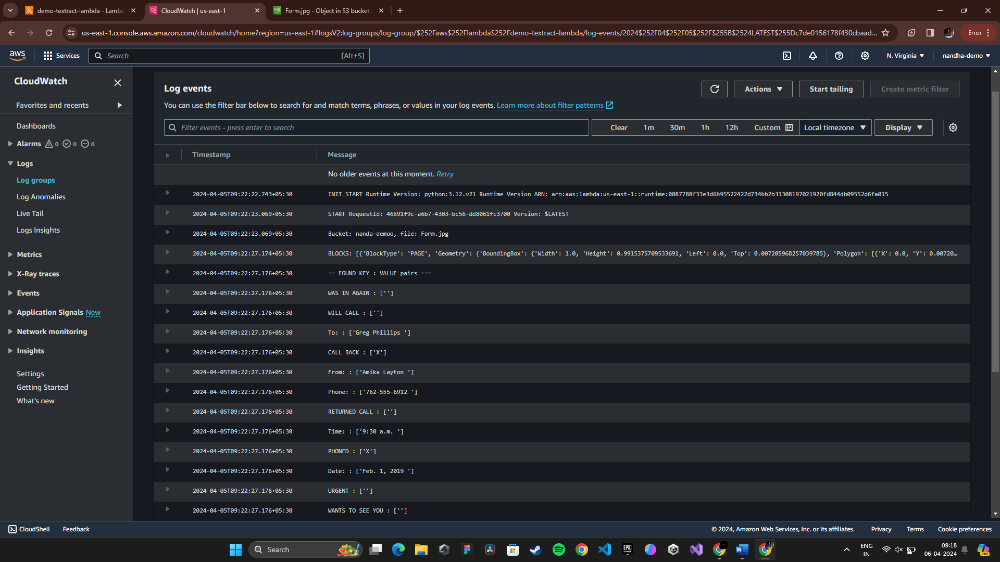 demo-textract-lambda - Lambd
CloudWatch | us-east-1
Form.jpg - Object in S3 bucket
us-east-1.console.aws.amazon.com/cloudwatch/home?region=us-east-1#logsV2:log-groups/log-group/$252Faws$252Flambda$252Fdemo-textract-lambda/log-events/2024$252F04$252F05$252F$255B$2524LATEST$255Dc7de0156178f430cbaad...
Error
aws
Services
Search
[Alt+S]
N. Virginia
nandha-demo
CloudWatch
Favorites and recents
Dashboards
Alarms 0 0 0
Logs
Log groups
Log Anomalies
Live Tail
Logs Insights
Metrics
X-Ray traces
Events
Application Signals New
Network monitoring
Insights
Settings
Getting Started
What's new
Log events
Actions
Start tailing
Create metric filter
You can use the filter bar below to search for and match terms, phrases, or values in your log events. Learn more about filter patterns
Filter events - press enter to search
Clear 1m 30m 1h 12h Custom
Local timezone
Display
Timestamp Message
No older events at this moment. Retry
2024-04-05T09:22:22.743+05:30 INIT_START Runtime Version: python:3.12.v21 Runtime Version ARN: arn:aws:lambda:us-east-1::runtime:0087788f33e3d6b95522422d734bb2b31308197021920fd844db09552d6fa015
2024-04-05T09:22:23.069+05:30 START RequestId: 46891f9c-a6b7-4303-bc56-dd8061fc3700 Version: $LATEST
2024-04-05T09:22:23.069+05:30 Bucket: nanda-demoo, file: Form.jpg
2024-04-05T09:22:27.174+05:30 BLOCKS: [{'BlockType': 'PAGE', 'Geometry': {'BoundingBox': {'Width': 1.0, 'Height': 0.9915375709533691, 'Left': 0.0, 'Top': 0.007205968257039785}, 'Polygon': [{'X': 0.0, 'Y': 0.00720…
2024-04-05T09:22:27.176+05:30 == FOUND KEY : VALUE pairs ===
2024-04-05T09:22:27.176+05:30 WAS IN AGAIN : ['']
2024-04-05T09:22:27.176+05:30 WILL CALL : ['']
2024-04-05T09:22:27.176+05:30 To: : ['Greg Phillips ']
2024-04-05T09:22:27.176+05:30 CALL BACK : ['X']
2024-04-05T09:22:27.176+05:30 From: : ['Amika Layton ']
2024-04-05T09:22:27.176+05:30 Phone: : ['762-555-6912 ']
2024-04-05T09:22:27.176+05:30 RETURNED CALL : ['']
2024-04-05T09:22:27.176+05:30 Time: : ['9:30 a.m. ']
2024-04-05T09:22:27.176+05:30 PHONED : ['X']
2024-04-05T09:22:27.176+05:30 Date: : ['Feb. 1, 2019 ']
2024-04-05T09:22:27.176+05:30 URGENT : ['']
2024-04-05T09:22:27.176+05:30 WANTS TO SEE YOU : ['']
CloudShell Feedback
© 2024, Amazon Web Services, Inc. or its affiliates. Privacy Terms Cookie preferences
Search
EPIC GAMES
ENG
IN
09:18
06-04-2024
PRE